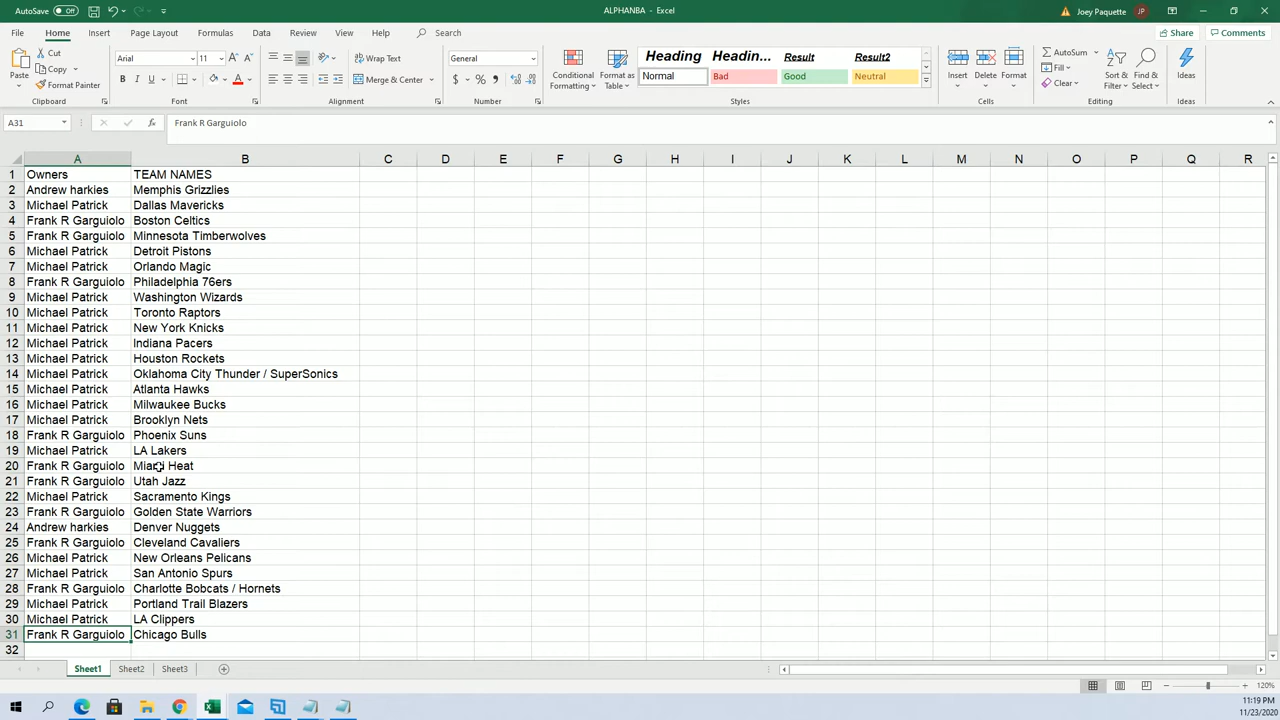 AutoSave Off ALPHANBA - Excel Joey Paquette JP
File Home Insert Page Layout Formulas Data Review View Help Search Share Comments
Paste Cut Copy Format Painter Clipboard
Arial 11 A A B I U A Font
Wrap Text Merge & Center Alignment
General $ % Number
Conditional Formatting Format as Table
Heading Headin... Result Result2
Normal Bad Good Neutral
Styles
Insert Delete Format Cells
AutoSum Fill Clear Sort & Filter Find & Select Editing
Ideas Ideas
A31 fx Frank R Garguiolo
A B C D E F G H I J K L M N O P Q R
1 Owners TEAM NAMES
2 Andrew harkies Memphis Grizzlies
3 Michael Patrick Dallas Mavericks
4 Frank R Garguiolo Boston Celtics
5 Frank R Garguiolo Minnesota Timberwolves
6 Michael Patrick Detroit Pistons
7 Michael Patrick Orlando Magic
8 Frank R Garguiolo Philadelphia 76ers
9 Michael Patrick Washington Wizards
10 Michael Patrick Toronto Raptors
11 Michael Patrick New York Knicks
12 Michael Patrick Indiana Pacers
13 Michael Patrick Houston Rockets
14 Michael Patrick Oklahoma City Thunder / SuperSonics
15 Michael Patrick Atlanta Hawks
16 Michael Patrick Milwaukee Bucks
17 Michael Patrick Brooklyn Nets
18 Frank R Garguiolo Phoenix Suns
19 Michael Patrick LA Lakers
20 Frank R Garguiolo Miami Heat
21 Frank R Garguiolo Utah Jazz
22 Michael Patrick Sacramento Kings
23 Frank R Garguiolo Golden State Warriors
24 Andrew harkies Denver Nuggets
25 Frank R Garguiolo Cleveland Cavaliers
26 Michael Patrick New Orleans Pelicans
27 Michael Patrick San Antonio Spurs
28 Frank R Garguiolo Charlotte Bobcats / Hornets
29 Michael Patrick Portland Trail Blazers
30 Michael Patrick LA Clippers
31 Frank R Garguiolo Chicago Bulls
32
Sheet1 Sheet2 Sheet3
120%
11:19 PM
11/23/2020